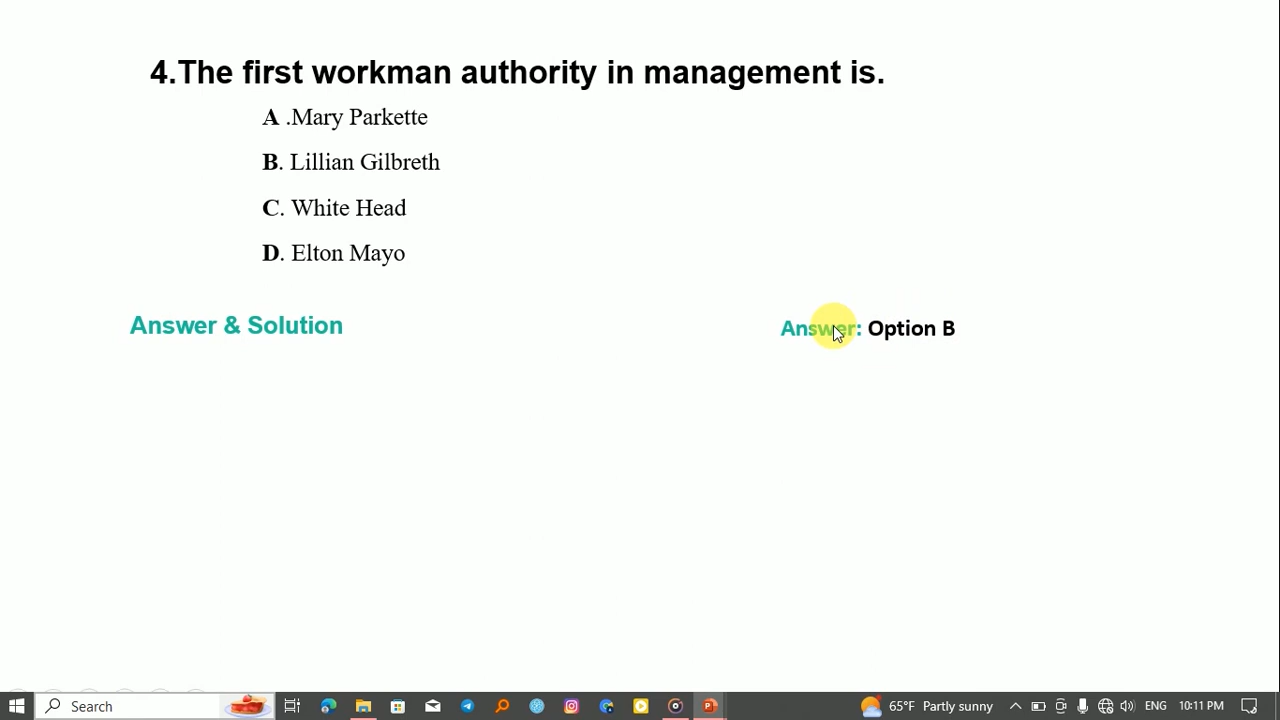 4.The first workman authority in management is.
A .Mary Parkette
B. Lillian Gilbreth
C. White Head
D. Elton Mayo
Answer & Solution
Answer: Option B
Search
65°F Partly sunny
ENG
10:11 PM